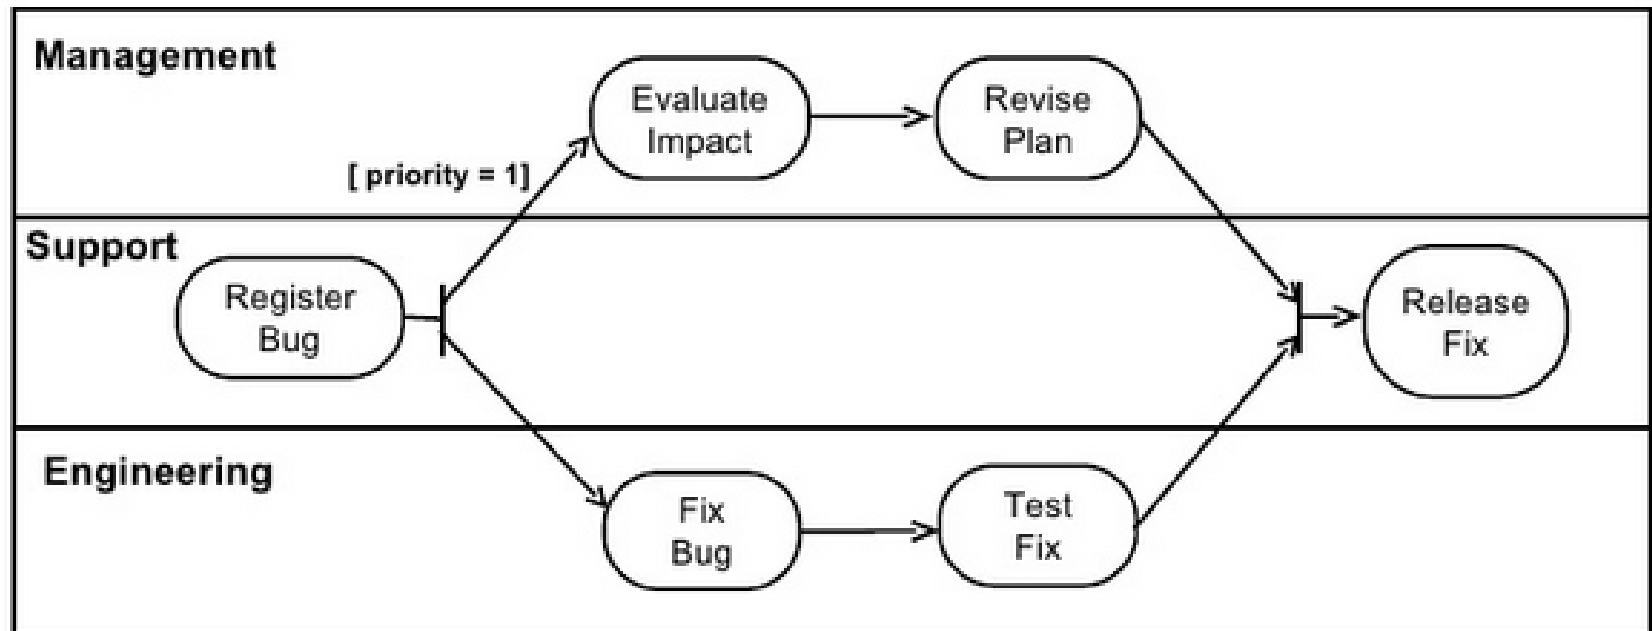 Management
Evaluate
Impact
Revise
Plan
[ priority = 1]
Support
Register
Bug
Release
Fix
Engineering
Fix
Bug
Test
Fix